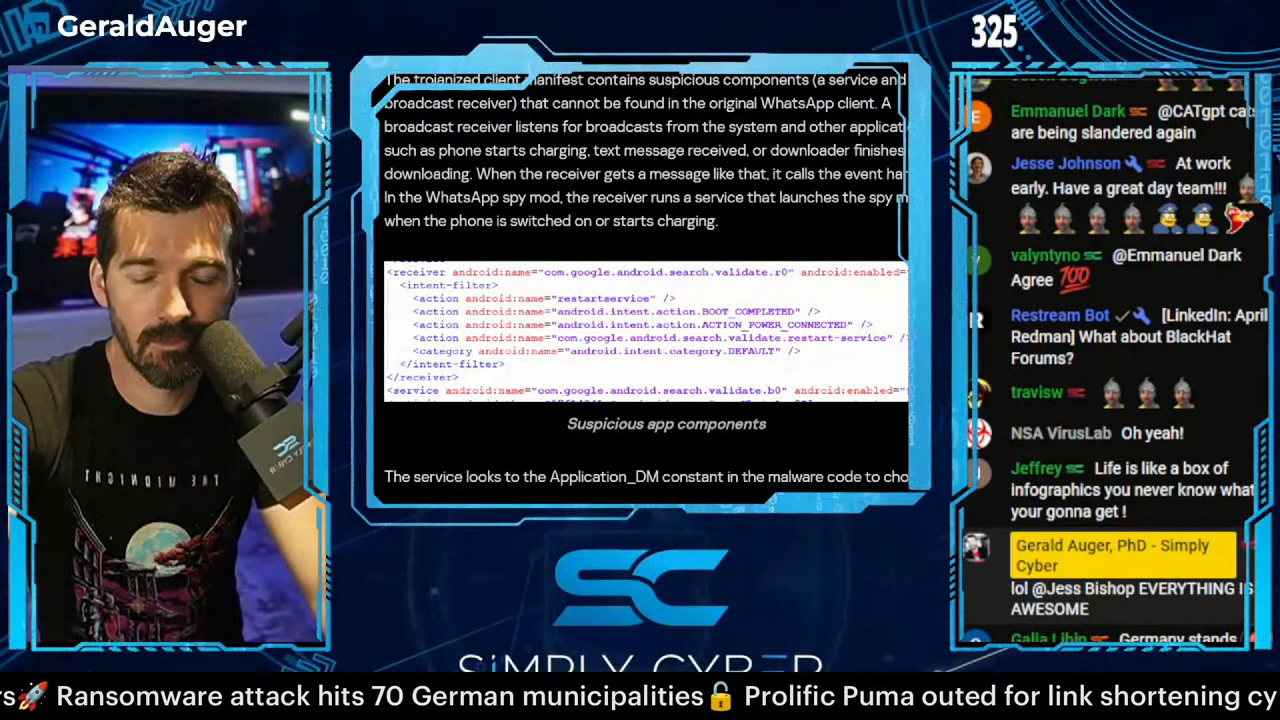 GeraldAuger
325
The trojanized client manifest contains suspicious components (a service and
broadcast receiver) that cannot be found in the original WhatsApp client. A
broadcast receiver listens for broadcasts from the system and other applicat
such as phone starts charging, text message received, or downloader finishes
downloading. When the receiver gets a message like that, it calls the event ha
In the WhatsApp spy mod, the receiver runs a service that launches the spy m
when the phone is switched on or starts charging.
<receiver android:name="com.google.android.search.validate.r0" android:enabled="
<intent-filter>
<action android:name="restartservice" />
<action android:name="android.intent.action.BOOT_COMPLETED" />
<action android:name="android.intent.action.ACTION_POWER_CONNECTED" />
<action android:name="com.google.android.search.validate.restart-service" /
<category android:name="android.intent.category.DEFAULT" />
</intent-filter>
</receiver>
<service android:name="com.google.android.search.validate.b0" android:enabled="
Suspicious app components
The service looks to the Application_DM constant in the malware code to cho
THE MIDNIGHT
SC
SIMPLY CYBER
Emmanuel Dark @CATgpt cats
are being slandered again
Jesse Johnson At work
early. Have a great day team!!!
valyntyno @Emmanuel Dark
Agree 💯
Restream Bot [LinkedIn: April
Redman] What about BlackHat
Forums?
travisw
NSA VirusLab Oh yeah!
Jeffrey Life is like a box of
infographics you never know what
your gonna get !
Gerald Auger, PhD - Simply
Cyber
lol @Jess Bishop EVERYTHING IS
AWESOME
Galia Libin Germany stands
rs🚀 Ransomware attack hits 70 German municipalities🔓 Prolific Puma outed for link shortening cy